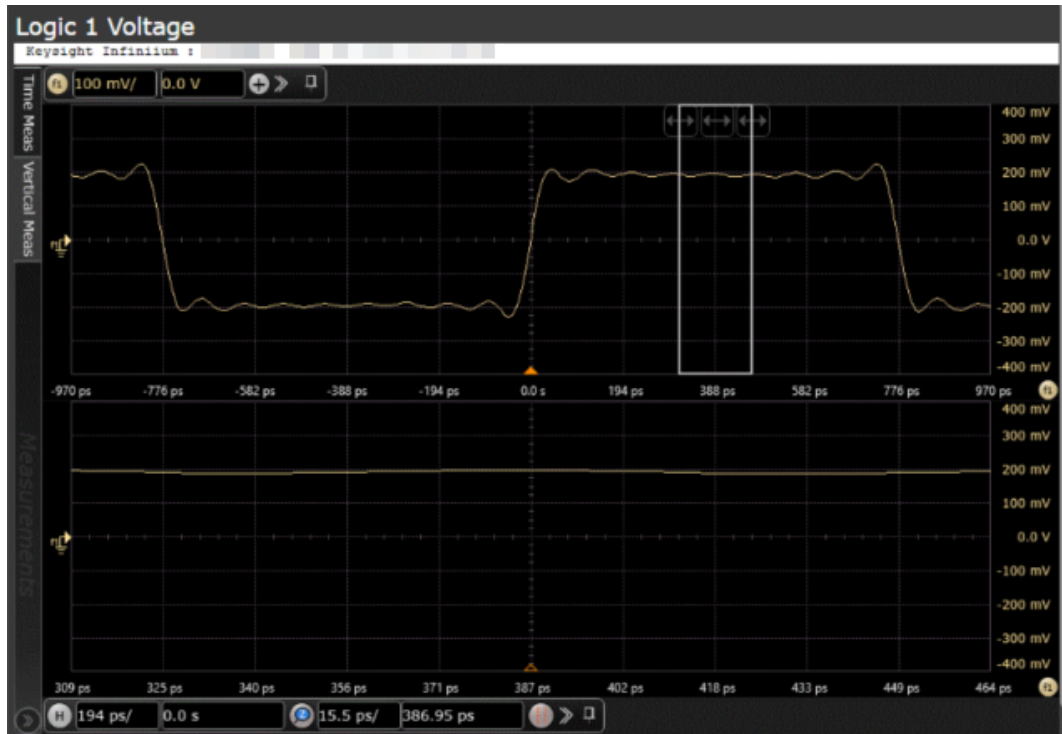 Logic 1 Voltage
Keysight Infiniium :
Time Meas
Vertical Meas
Measurements
f1 100 mV/ 0.0 V
400 mV
300 mV
200 mV
100 mV
0.0 V
-100 mV
-200 mV
-300 mV
-400 mV
f1
-970 ps -776 ps -582 ps -388 ps -194 ps 0.0 s 194 ps 388 ps 582 ps 776 ps 970 ps f1
400 mV
300 mV
200 mV
100 mV
0.0 V
-100 mV
-200 mV
-300 mV
-400 mV
f1
309 ps 325 ps 340 ps 356 ps 371 ps 387 ps 402 ps 418 ps 433 ps 449 ps 464 ps f1
H 194 ps/ 0.0 s Z 15.5 ps/ 386.95 ps